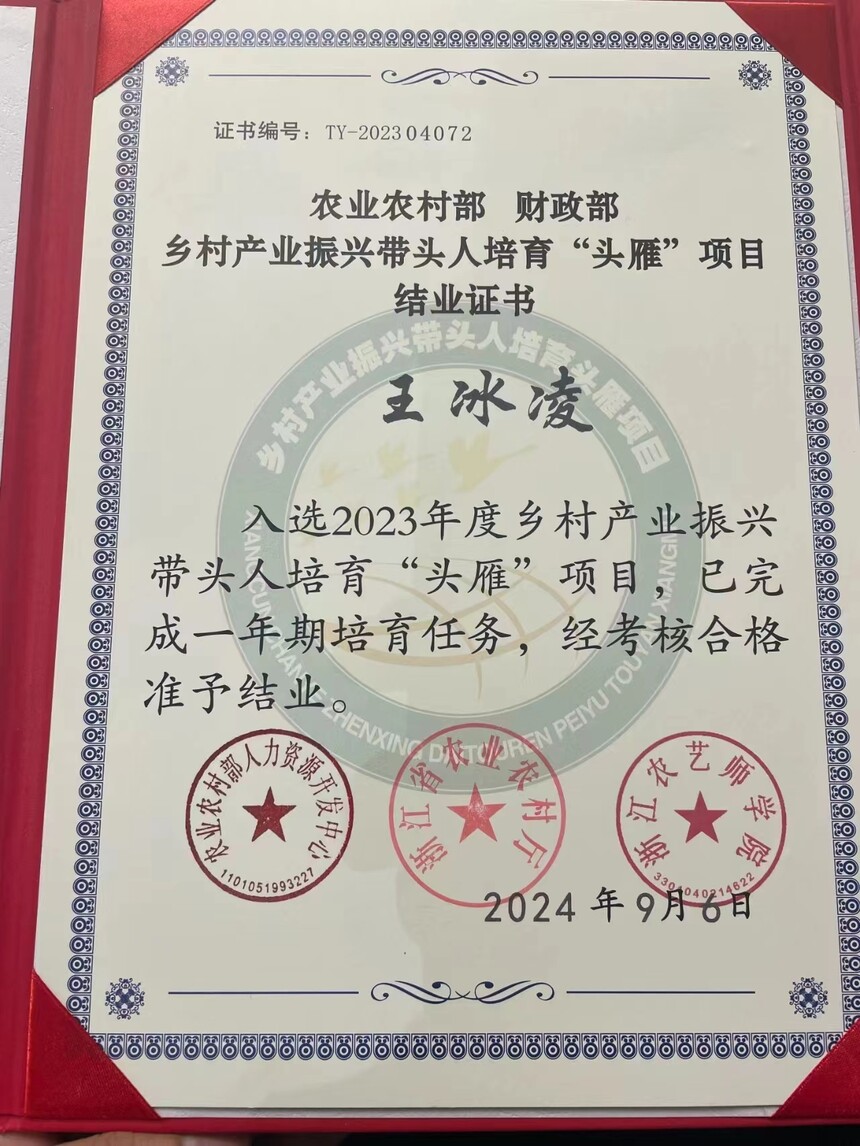 证书编号：TY-202304072
农业农村部 财政部
乡村产业振兴带头人培育“头雁”项目
结业证书
乡村产业振兴带头人培育头雁项目
王冰凌
入选2023年度乡村产业振兴
带头人培育“头雁”项目，已完
成一年期培育任务，经考核合格
准予结业。
农业农村部人力资源开发中心
1101051993227
浙江省农业农村厅
浙江农艺师学院
3301040214822
2024 年 9月 6日